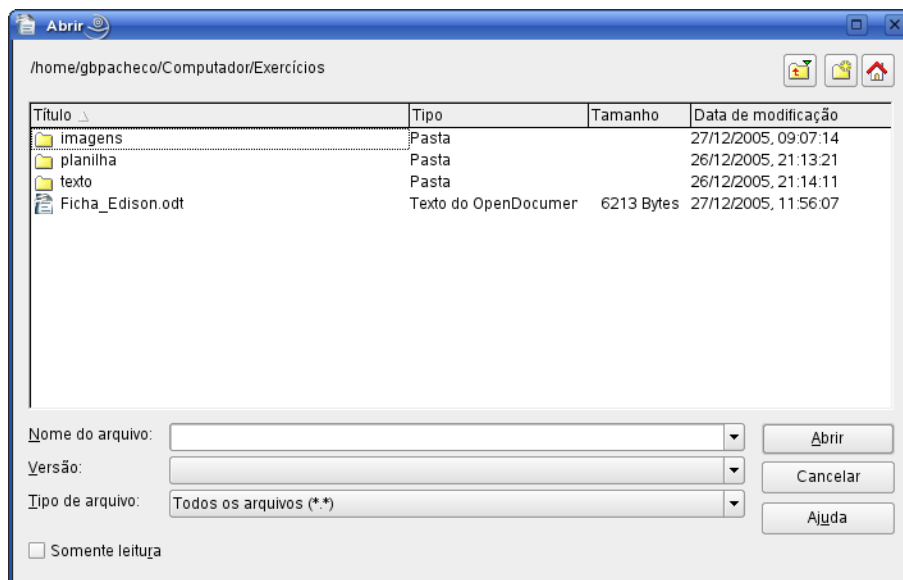 Abrir
/home/gbpacheco/Computador/Exercícios
Título Tipo Tamanho Data de modificação
imagens Pasta 27/12/2005, 09:07:14
planilha Pasta 26/12/2005, 21:13:21
texto Pasta 26/12/2005, 21:14:11
Ficha_Edison.odt Texto do OpenDocumer 6213 Bytes 27/12/2005, 11:56:07
Nome do arquivo: Abrir
Versão: Cancelar
Tipo de arquivo: Todos os arquivos (*.*) Ajuda
Somente leitura